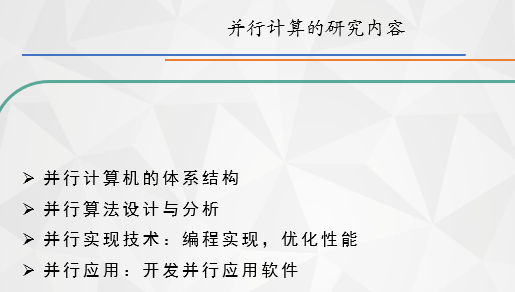 并行计算的研究内容
➢ 并行计算机的体系结构
➢ 并行算法设计与分析
➢ 并行实现技术：编程实现，优化性能
➢ 并行应用：开发并行应用软件